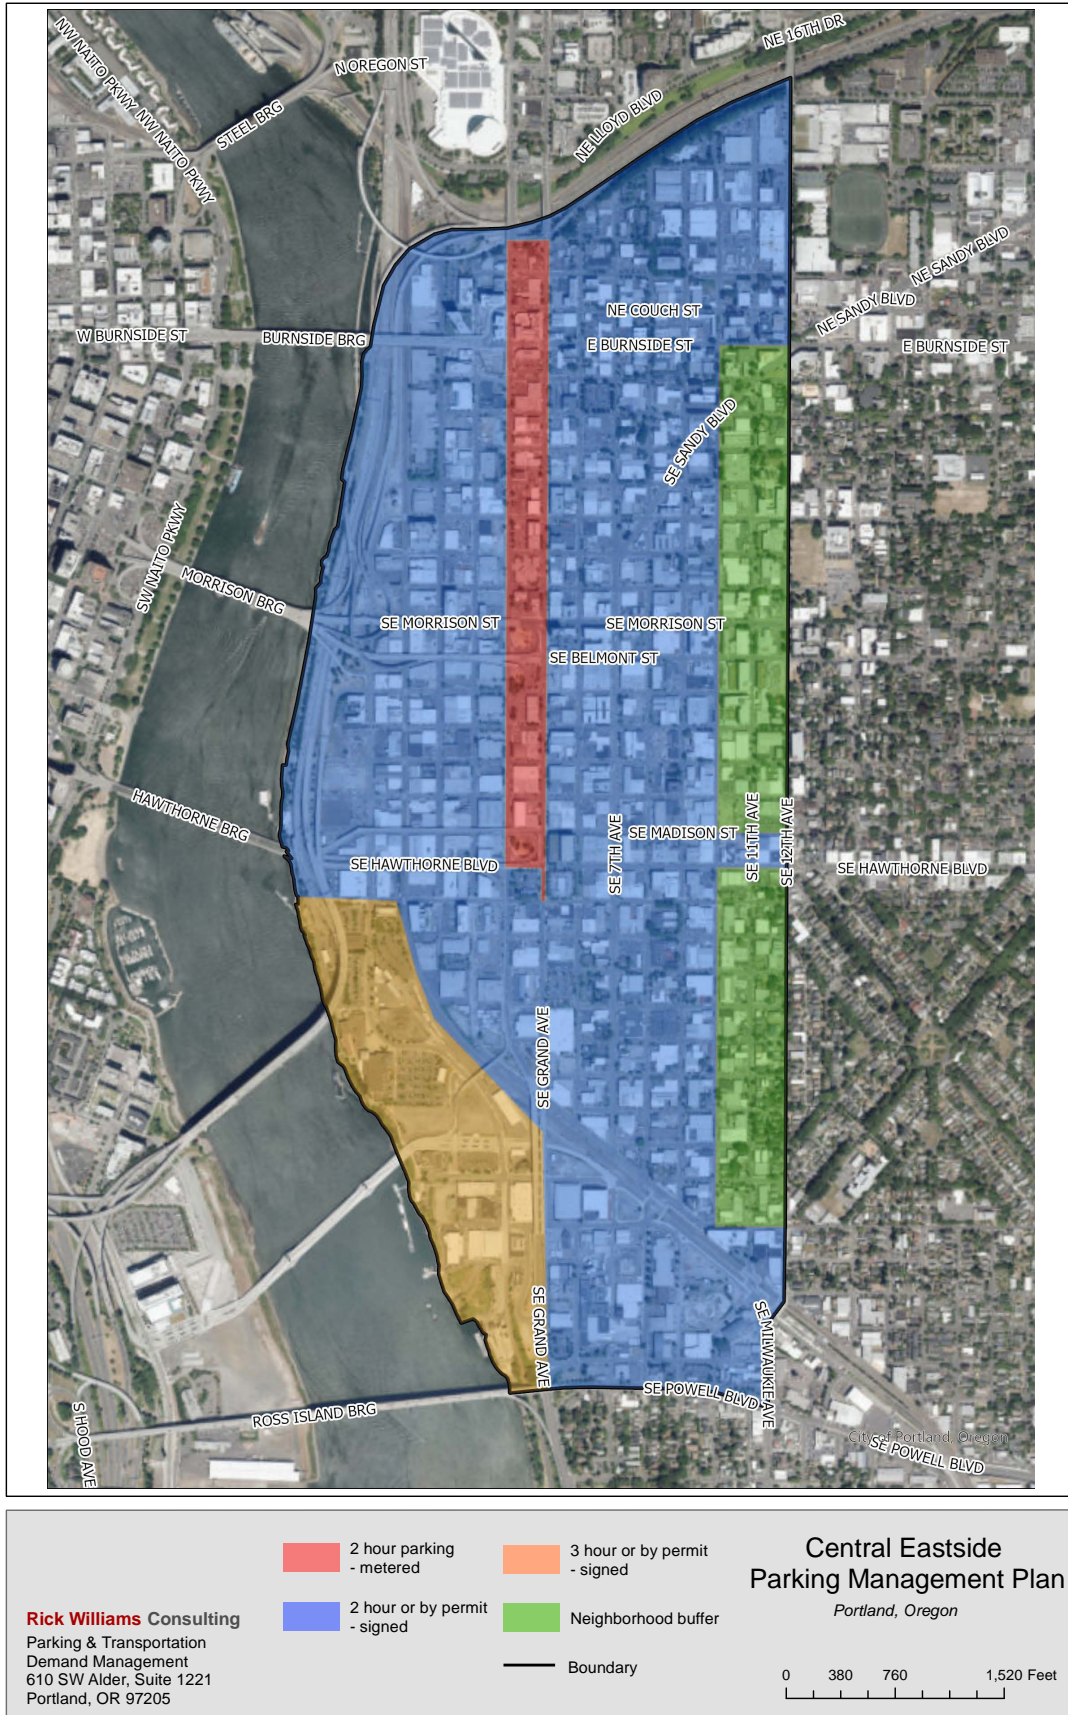 NE 16TH DR
N OREGON ST
NW NAITO PKWY
NW NAITO PKWY
STEEL BRG
NE LLOYD BLVD
NE SANDY BLVD
NE SANDY BLVD
NE COUCH ST
W BURNSIDE ST
BURNSIDE BRG
E BURNSIDE ST
E BURNSIDE ST
SE SANDY BLVD
SW NAITO PKWY
MORRISON BRG
SE MORRISON ST
SE MORRISON ST
SE BELMONT ST
HAWTHORNE BRG
SE MADISON ST
SE 7TH AVE
SE 11TH AVE
SE 12TH AVE
SE HAWTHORNE BLVD
SE HAWTHORNE BLVD
SE GRAND AVE
SE GRAND AVE
SE MILWAUKIE AVE
SE POWELL BLVD
ROSS ISLAND BRG
S HOOD AVE
City of Portland, Oregon
SE POWELL BLVD
Rick Williams Consulting
Parking & Transportation
Demand Management
610 SW Alder, Suite 1221
Portland, OR 97205
2 hour parking
- metered
2 hour or by permit
- signed
3 hour or by permit
- signed
Neighborhood buffer
Boundary
Central Eastside
Parking Management Plan
Portland, Oregon
0 380 760 1,520 Feet